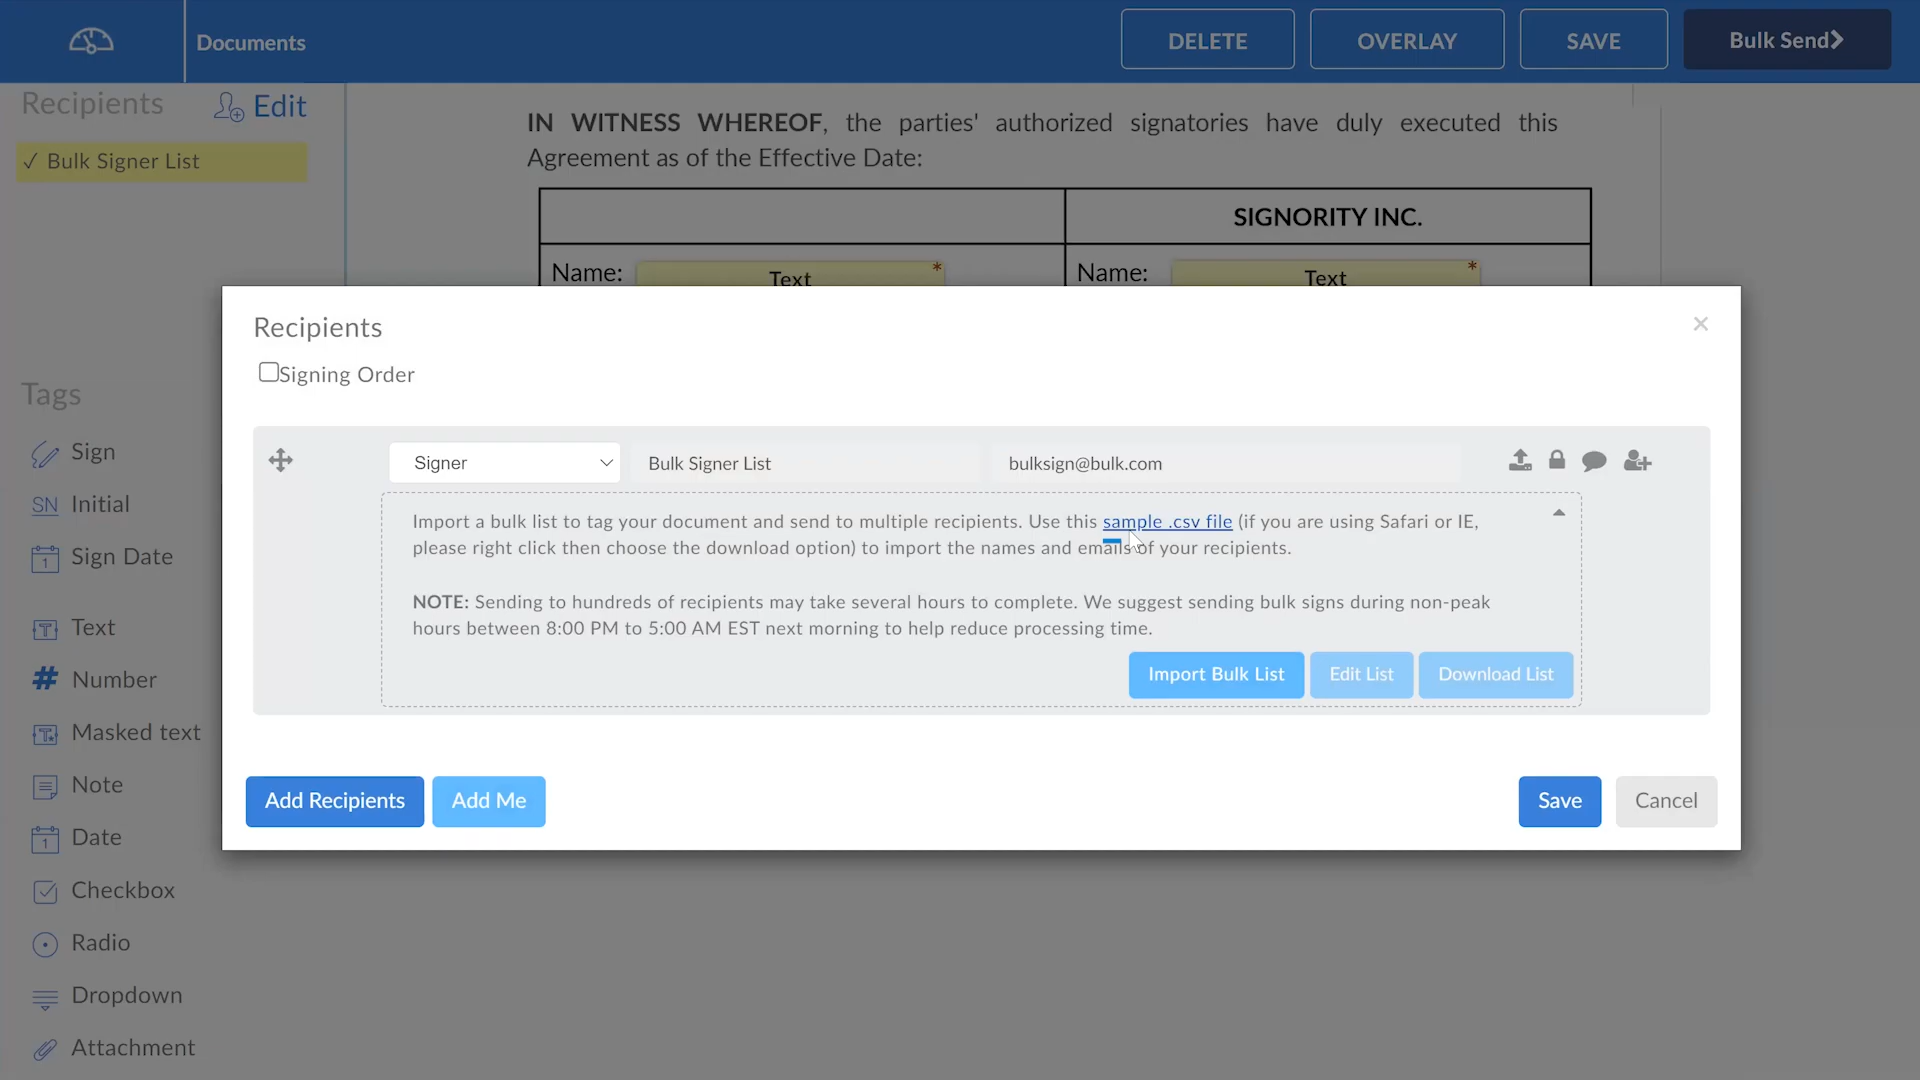 Documents
DELETE
OVERLAY
SAVE
Bulk Send
Recipients
Edit
✓ Bulk Signer List
IN WITNESS WHEREOF, the parties' authorized signatories have duly executed this
Agreement as of the Effective Date:
SIGNORITY INC.
Name: Text *
Name: Text *
Tags
Sign
SN Initial
1 Sign Date
Text
# Number
Masked text
Note
1 Date
Checkbox
Radio
Dropdown
Attachment
Recipients
×
Signing Order
Signer
Bulk Signer List
bulksign@bulk.com
Import a bulk list to tag your document and send to multiple recipients. Use this sample .csv file (if you are using Safari or IE,
please right click then choose the download option) to import the names and emails of your recipients.
NOTE: Sending to hundreds of recipients may take several hours to complete. We suggest sending bulk signs during non-peak
hours between 8:00 PM to 5:00 AM EST next morning to help reduce processing time.
Import Bulk List
Edit List
Download List
Add Recipients
Add Me
Save
Cancel